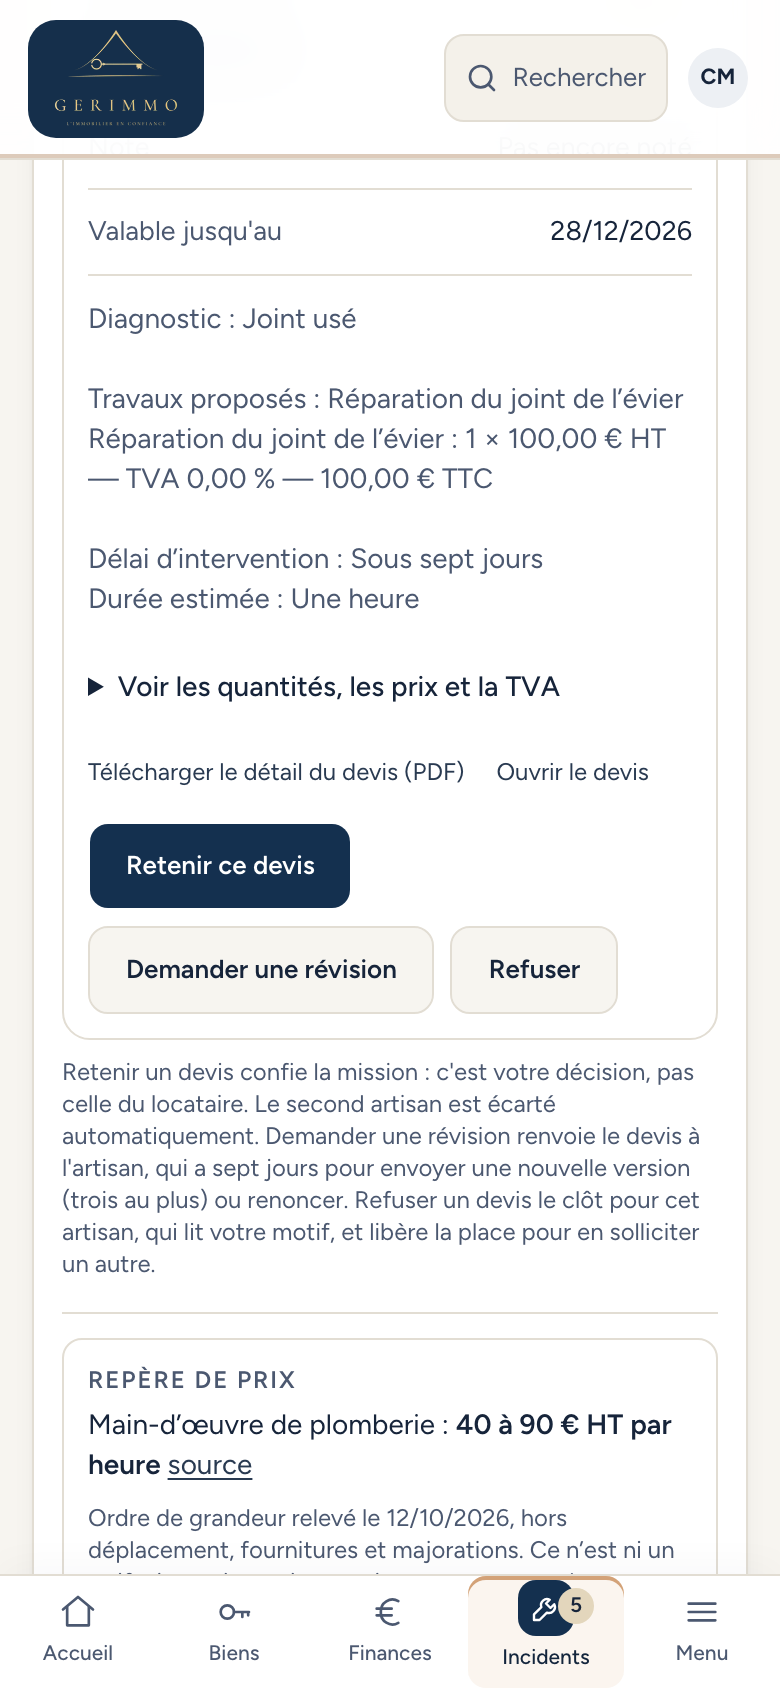 GERIMMO
L'IMMOBILIER EN CONFIANCE
Rechercher
CM
Note
Pas encore noté
Valable jusqu'au
28/12/2026
Diagnostic : Joint usé
Travaux proposés : Réparation du joint de l’évier
Réparation du joint de l’évier : 1 × 100,00 € HT
— TVA 0,00 % — 100,00 € TTC
Délai d’intervention : Sous sept jours
Durée estimée : Une heure
Voir les quantités, les prix et la TVA
Télécharger le détail du devis (PDF)
Ouvrir le devis
Retenir ce devis
Demander une révision
Refuser
Retenir un devis confie la mission : c'est votre décision, pas
celle du locataire. Le second artisan est écarté
automatiquement. Demander une révision renvoie le devis à
l'artisan, qui a sept jours pour envoyer une nouvelle version
(trois au plus) ou renoncer. Refuser un devis le clôt pour cet
artisan, qui lit votre motif, et libère la place pour en solliciter
un autre.
REPÈRE DE PRIX
Main-d’œuvre de plomberie : 40 à 90 € HT par
heure source
Ordre de grandeur relevé le 12/10/2026, hors
déplacement, fournitures et majorations. Ce n’est ni un
5
Accueil
Biens
Finances
Incidents
Menu